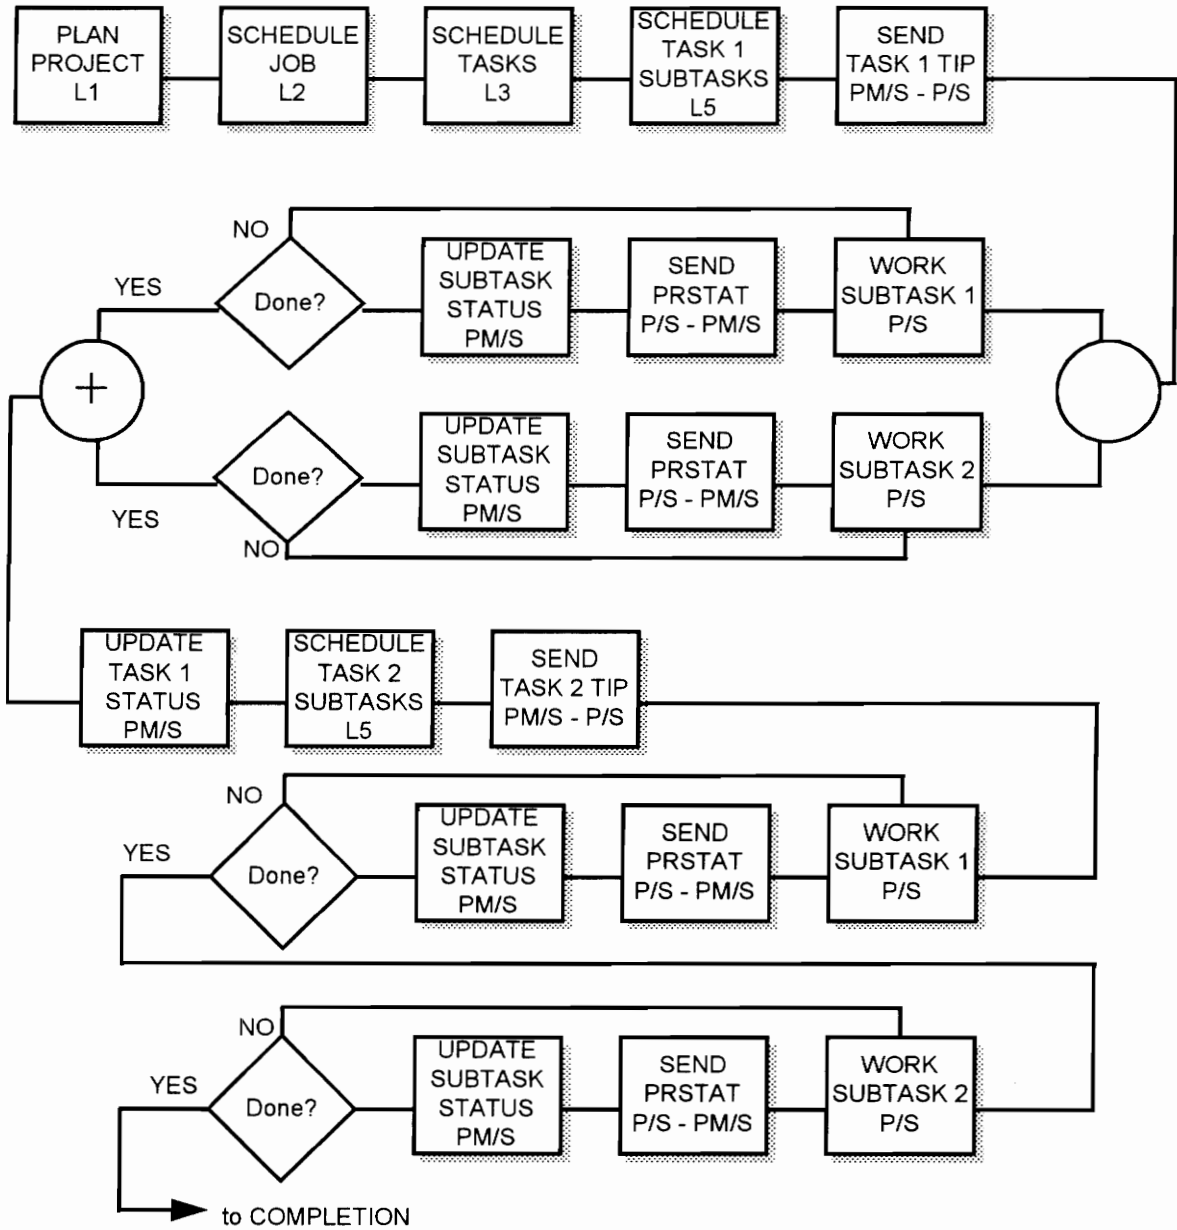 PLAN
PROJECT
L1
SCHEDULE
JOB
L2
SCHEDULE
TASKS
L3
SCHEDULE
TASK 1
SUBTASKS
L5
SEND
TASK 1 TIP
PM/S - P/S
NO
YES
Done?
UPDATE
SUBTASK
STATUS
PM/S
SEND
PRSTAT
P/S - PM/S
WORK
SUBTASK 1
P/S
+
Done?
YES
NO
UPDATE
SUBTASK
STATUS
PM/S
SEND
PRSTAT
P/S - PM/S
WORK
SUBTASK 2
P/S
UPDATE
TASK 1
STATUS
PM/S
SCHEDULE
TASK 2
SUBTASKS
L5
SEND
TASK 2 TIP
PM/S - P/S
NO
YES
Done?
UPDATE
SUBTASK
STATUS
PM/S
SEND
PRSTAT
P/S - PM/S
WORK
SUBTASK 1
P/S
NO
YES
Done?
UPDATE
SUBTASK
STATUS
PM/S
SEND
PRSTAT
P/S - PM/S
WORK
SUBTASK 2
P/S
to COMPLETION